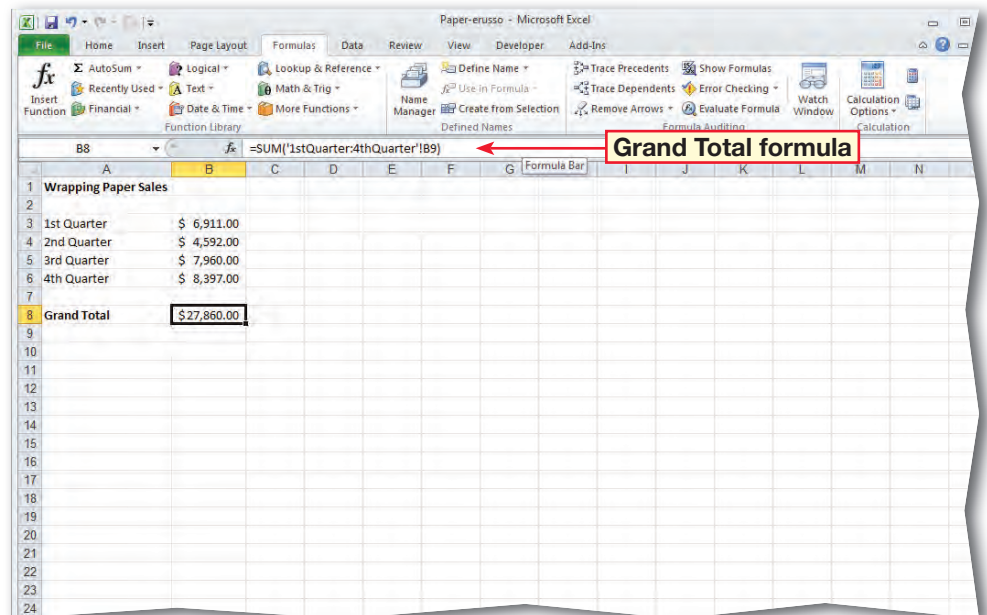 Paper-erusso - Microsoft Excel
File Home Insert Page Layout Formulas Data Review View Developer Add-Ins
fx Insert Function
Σ AutoSum
Recently Used
Financial
Logical
Text
Date & Time
Lookup & Reference
Math & Trig
More Functions
Function Library
Name Manager
Define Name
Use in Formula
Create from Selection
Defined Names
Trace Precedents
Trace Dependents
Remove Arrows
Show Formulas
Error Checking
Evaluate Formula
Watch Window
Formula Auditing
Calculation Options
Calculation
B8 fx =SUM('1stQuarter:4thQuarter'!B9)
Grand Total formula
Formula Bar
A B C D E F G I J K L M N
1 Wrapping Paper Sales
2
3 1st Quarter $ 6,911.00
4 2nd Quarter $ 4,592.00
5 3rd Quarter $ 7,960.00
6 4th Quarter $ 8,397.00
7
8 Grand Total $27,860.00
9
10
11
12
13
14
15
16
17
18
19
20
21
22
23
24